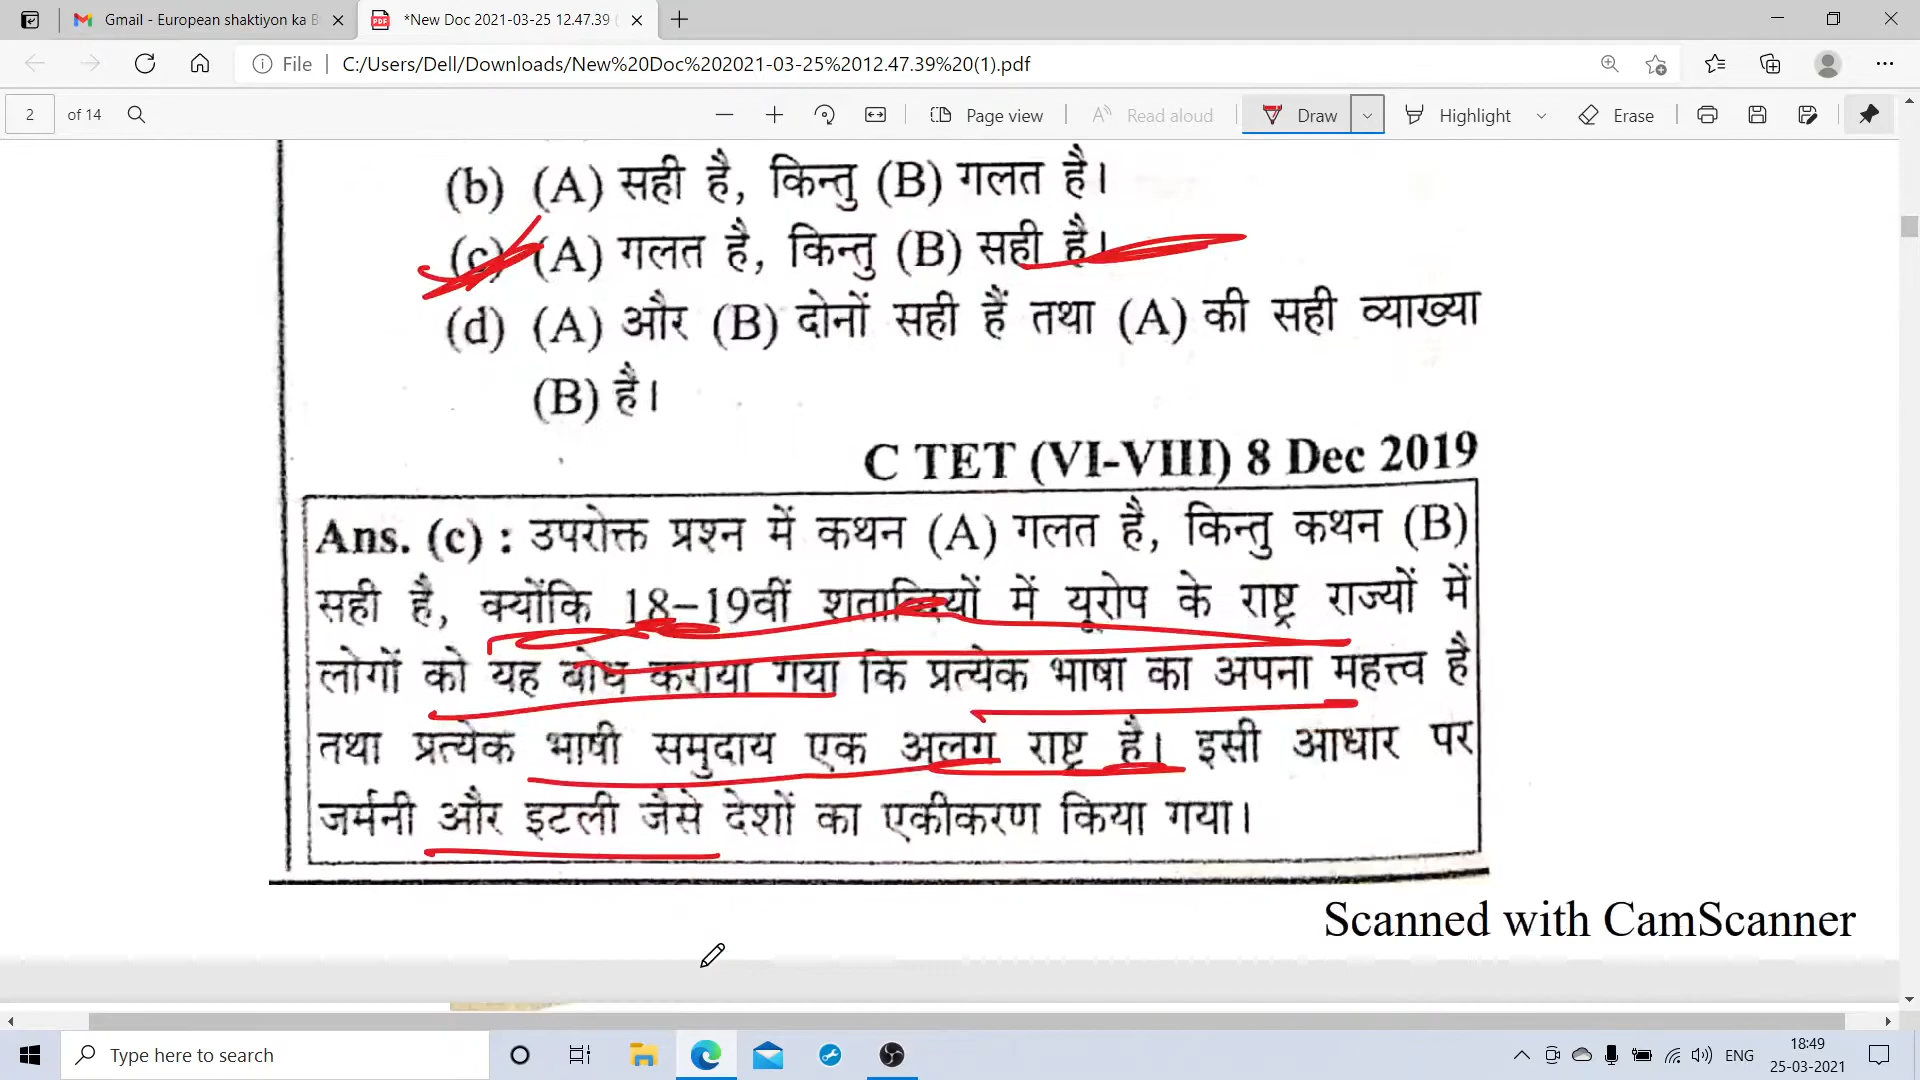 Gmail - European shaktiyon ka B
*New Doc 2021-03-25 12.47.39 (
File
C:/Users/Dell/Downloads/New%20Doc%202021-03-25%2012.47.39%20(1).pdf
2 of 14
Page view
Read aloud
Draw
Highlight
Erase
(b) (A) सही है, किन्तु (B) गलत है।
(c) (A) गलत है, किन्तु (B) सही है।
(d) (A) और (B) दोनों सही हैं तथा (A) की सही व्याख्या
(B) है।
C TET (VI-VIII) 8 Dec 2019
Ans. (c) : उपरोक्त प्रश्न में कथन (A) गलत है, किन्तु कथन (B)
सही है, क्योंकि 18–19वीं शताब्दियों में यूरोप के राष्ट्र राज्यों में
लोगों को यह बोध कराया गया कि प्रत्येक भाषा का अपना महत्त्व है
तथा प्रत्येक भाषी समुदाय एक अलग राष्ट्र है। इसी आधार पर
जर्मनी और इटली जैसे देशों का एकीकरण किया गया।
Scanned with CamScanner
Type here to search
ENG
18:49
25-03-2021